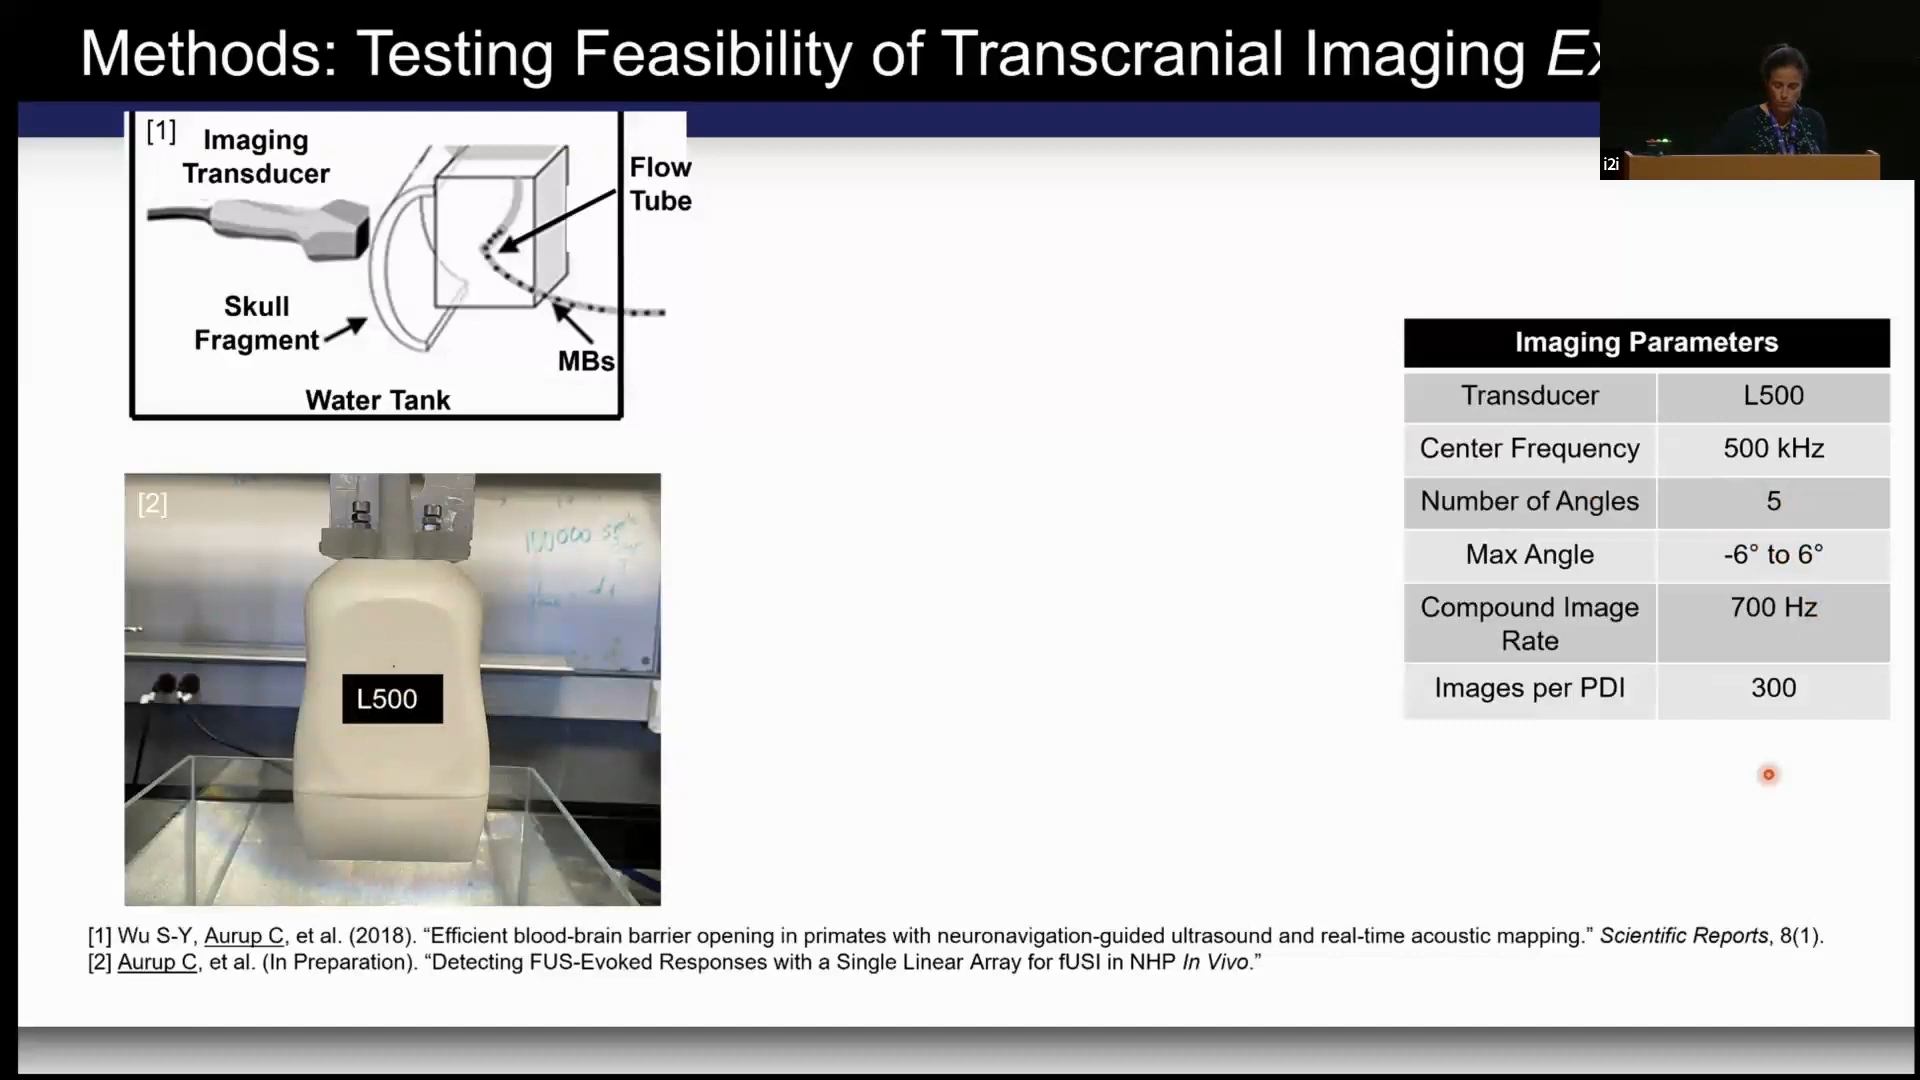 Methods: Testing Feasibility of Transcranial Imaging Ex
i2i
[1]
Imaging
Transducer
Flow
Tube
Skull
Fragment
MBs
Water Tank
Imaging Parameters
Transducer L500
Center Frequency 500 kHz
Number of Angles 5
Max Angle -6° to 6°
Compound Image 700 Hz
Rate
Images per PDI 300
[2]
100000
L500
[1] Wu S-Y, Aurup C, et al. (2018). “Efficient blood-brain barrier opening in primates with neuronavigation-guided ultrasound and real-time acoustic mapping.” Scientific Reports, 8(1).
[2] Aurup C, et al. (In Preparation). “Detecting FUS-Evoked Responses with a Single Linear Array for fUSI in NHP In Vivo.”